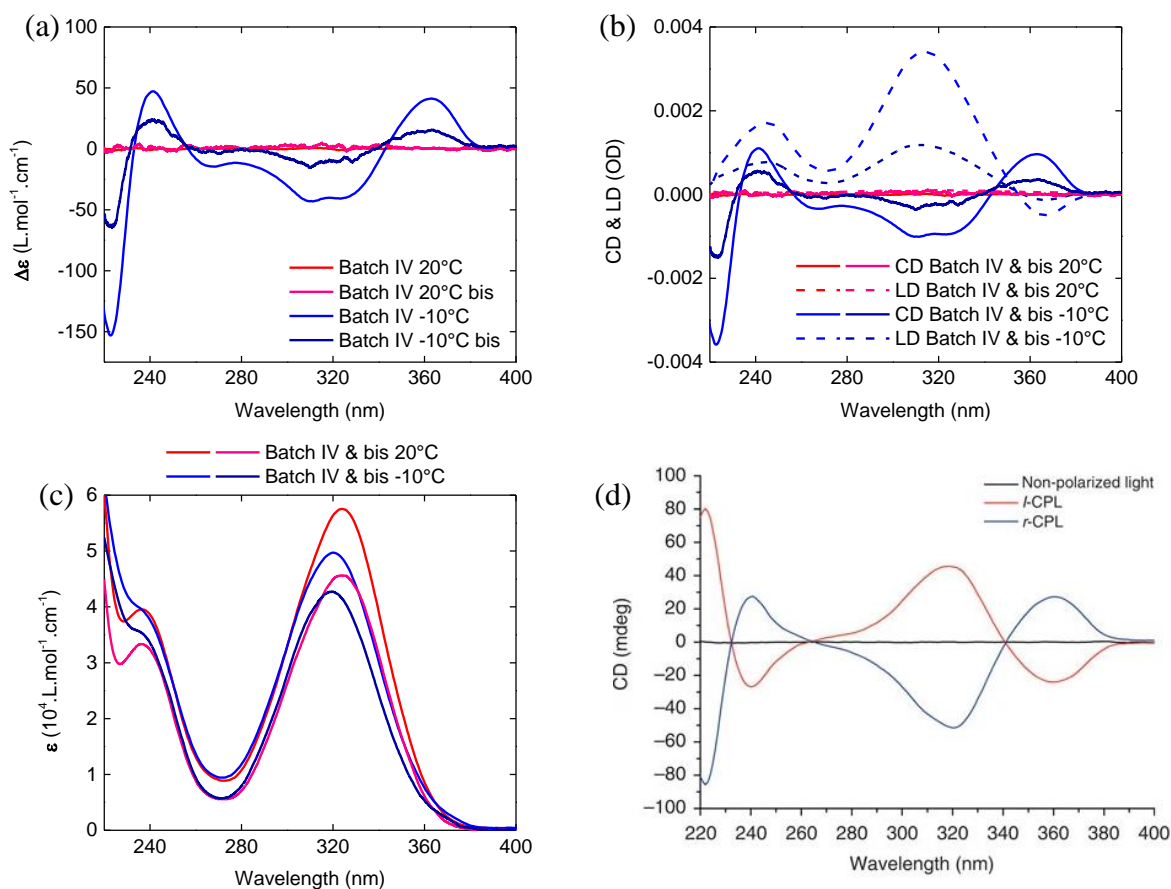 (a)
100
50
0
-50
-100
-150
Δε (L.mol⁻¹.cm⁻¹)
Batch IV 20°C
Batch IV 20°C bis
Batch IV -10°C
Batch IV -10°C bis
240 280 320 360 400
Wavelength (nm)
(b)
0.004
0.002
0.000
-0.002
-0.004
CD & LD (OD)
CD Batch IV & bis 20°C
LD Batch IV & bis 20°C
CD Batch IV & bis -10°C
LD Batch IV & bis -10°C
240 280 320 360 400
Wavelength (nm)
Batch IV & bis 20°C
Batch IV & bis -10°C
(c)
6
5
4
3
2
1
0
ε (10⁴.L.mol⁻¹.cm⁻¹)
240 280 320 360 400
Wavelength (nm)
(d)
100
80
60
40
20
0
−20
−40
−60
−80
−100
CD (mdeg)
Non-polarized light
l-CPL
r-CPL
220 240 260 280 300 320 340 360 380 400
Wavelength (nm)